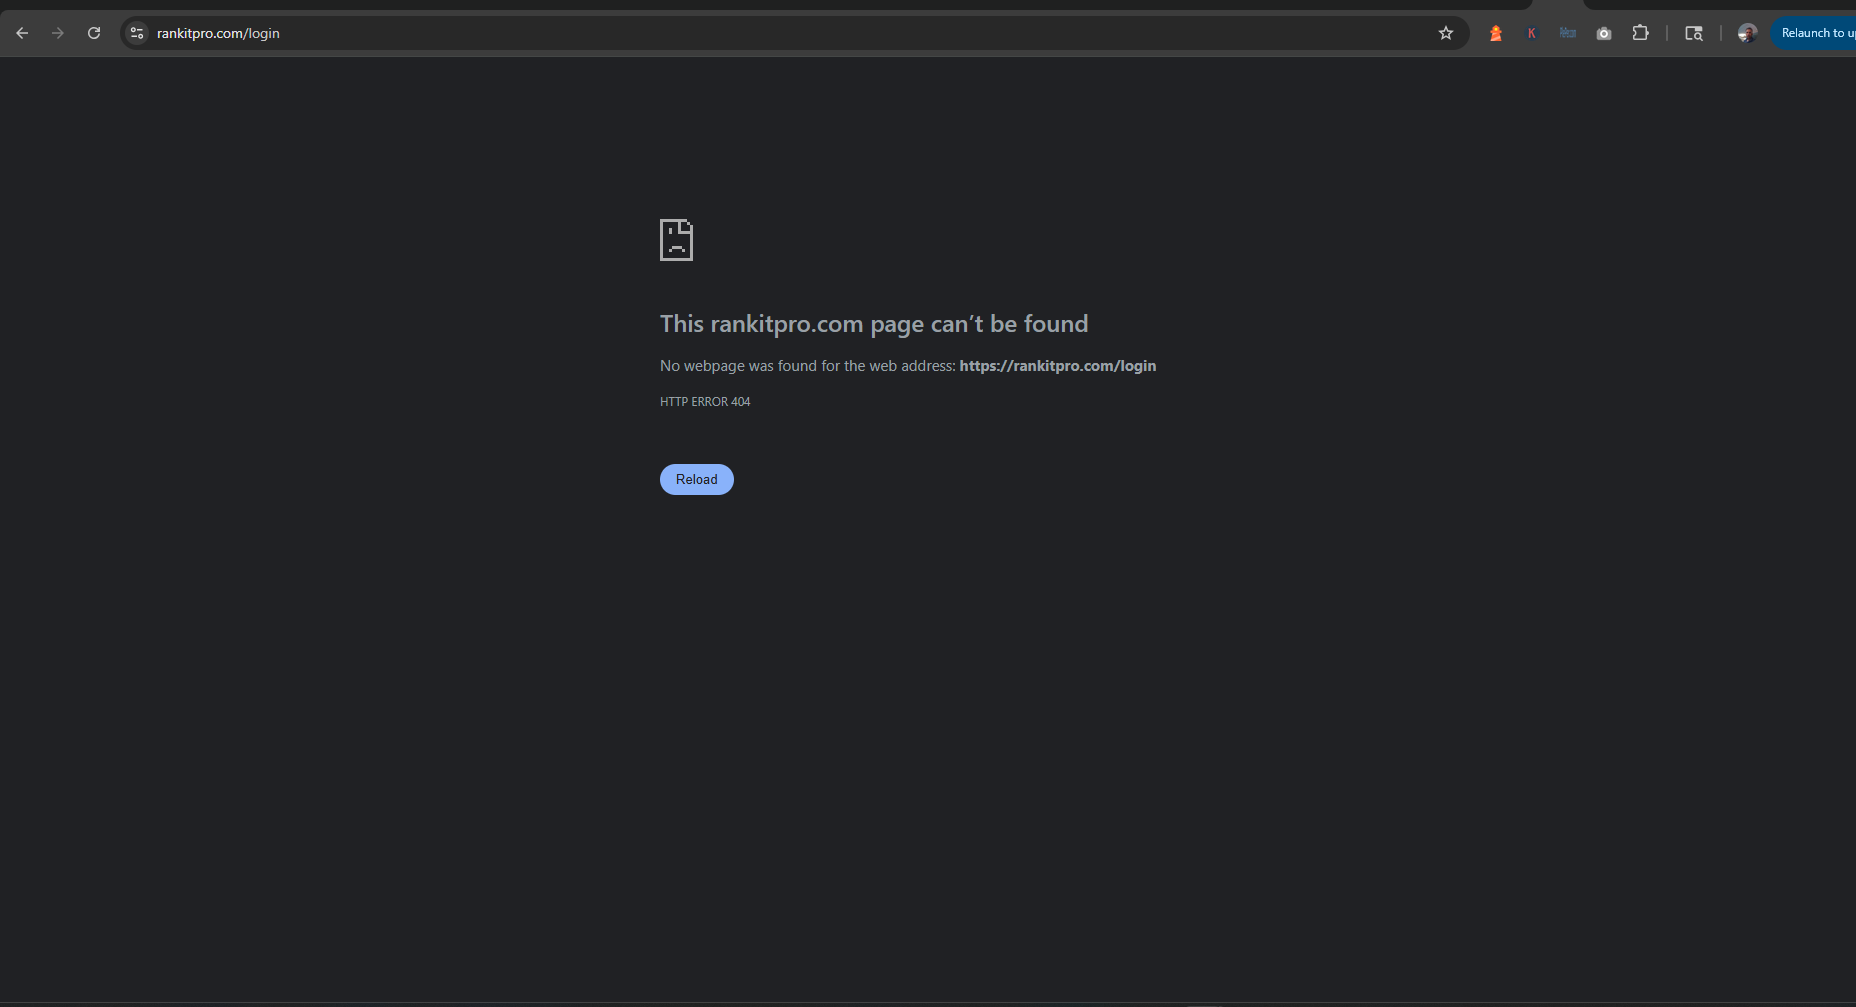 rankitpro.com/login
K
Relaunch to u
This rankitpro.com page can’t be found
No webpage was found for the web address: https://rankitpro.com/login
HTTP ERROR 404
Reload